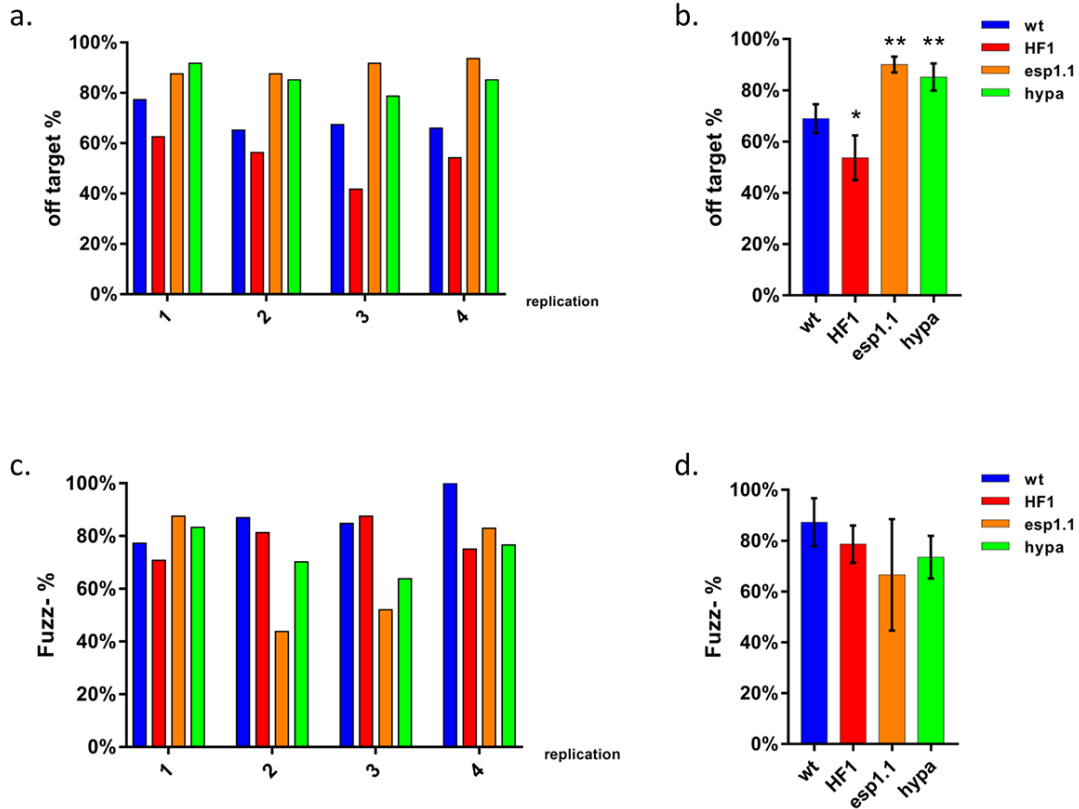 a.
100%
80%
60%
40%
20%
0%
off target %
1
2
3
4
replication
b.
100%
80%
60%
40%
20%
0%
off target %
*
**
**
wt
HF1
esp1.1
hypa
wt
HF1
esp1.1
hypa
c.
100%
80%
60%
40%
20%
0%
Fuzz- %
1
2
3
4
replication
d.
100%
80%
60%
40%
20%
0%
Fuzz- %
wt
HF1
esp1.1
hypa
wt
HF1
esp1.1
hypa